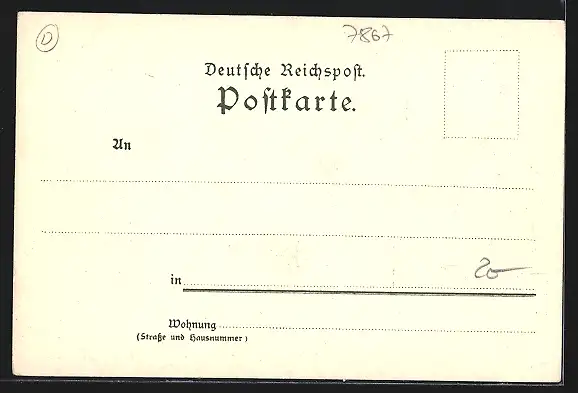 D 7867
Deutsche Reichspost.
Postkarte.
An
20
in
Wohnung
(Straße und Hausnummer)